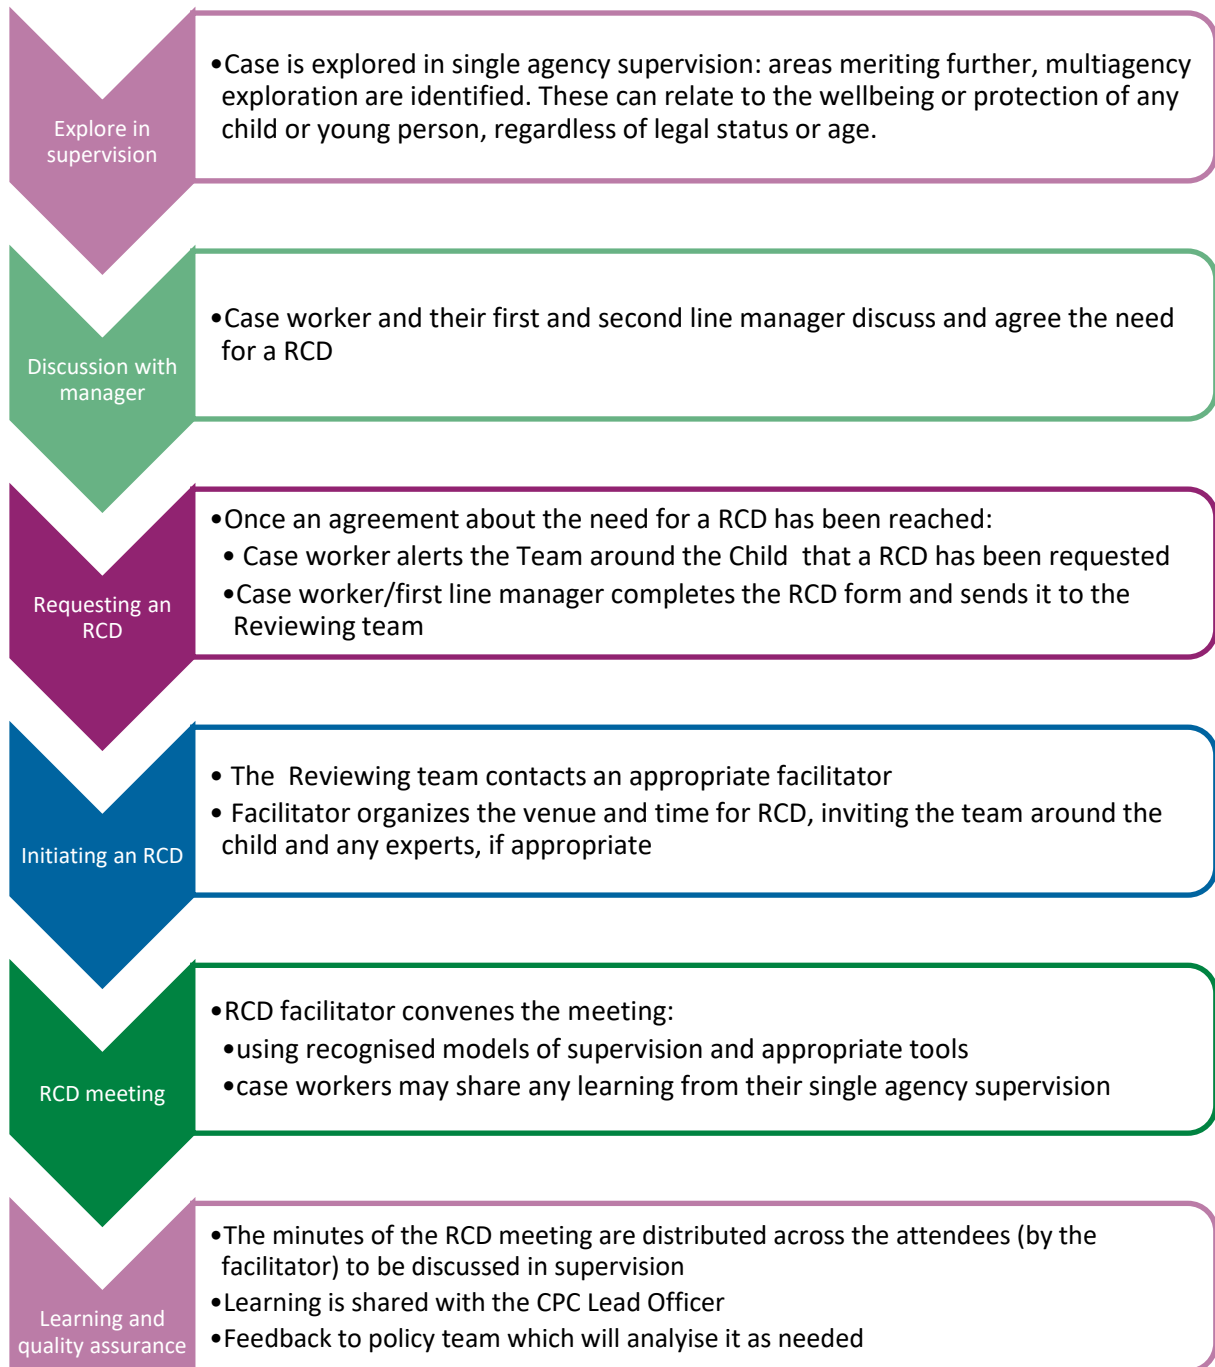 Explore in
supervision
•Case is explored in single agency supervision: areas meriting further, multiagency
exploration are identified. These can relate to the wellbeing or protection of any
child or young person, regardless of legal status or age.
Discussion with
manager
•Case worker and their first and second line manager discuss and agree the need
for a RCD
Requesting an
RCD
•Once an agreement about the need for a RCD has been reached:
• Case worker alerts the Team around the Child  that a RCD has been requested
•Case worker/first line manager completes the RCD form and sends it to the
Reviewing team
Initiating an RCD
• The  Reviewing team contacts an appropriate facilitator
• Facilitator organizes the venue and time for RCD, inviting the team around the
child and any experts, if appropriate
RCD meeting
•RCD facilitator convenes the meeting:
•using recognised models of supervision and appropriate tools
•case workers may share any learning from their single agency supervision
Learning and
quality assurance
•The minutes of the RCD meeting are distributed across the attendees (by the
facilitator) to be discussed in supervision
•Learning is shared with the CPC Lead Officer
•Feedback to policy team which will analyise it as needed